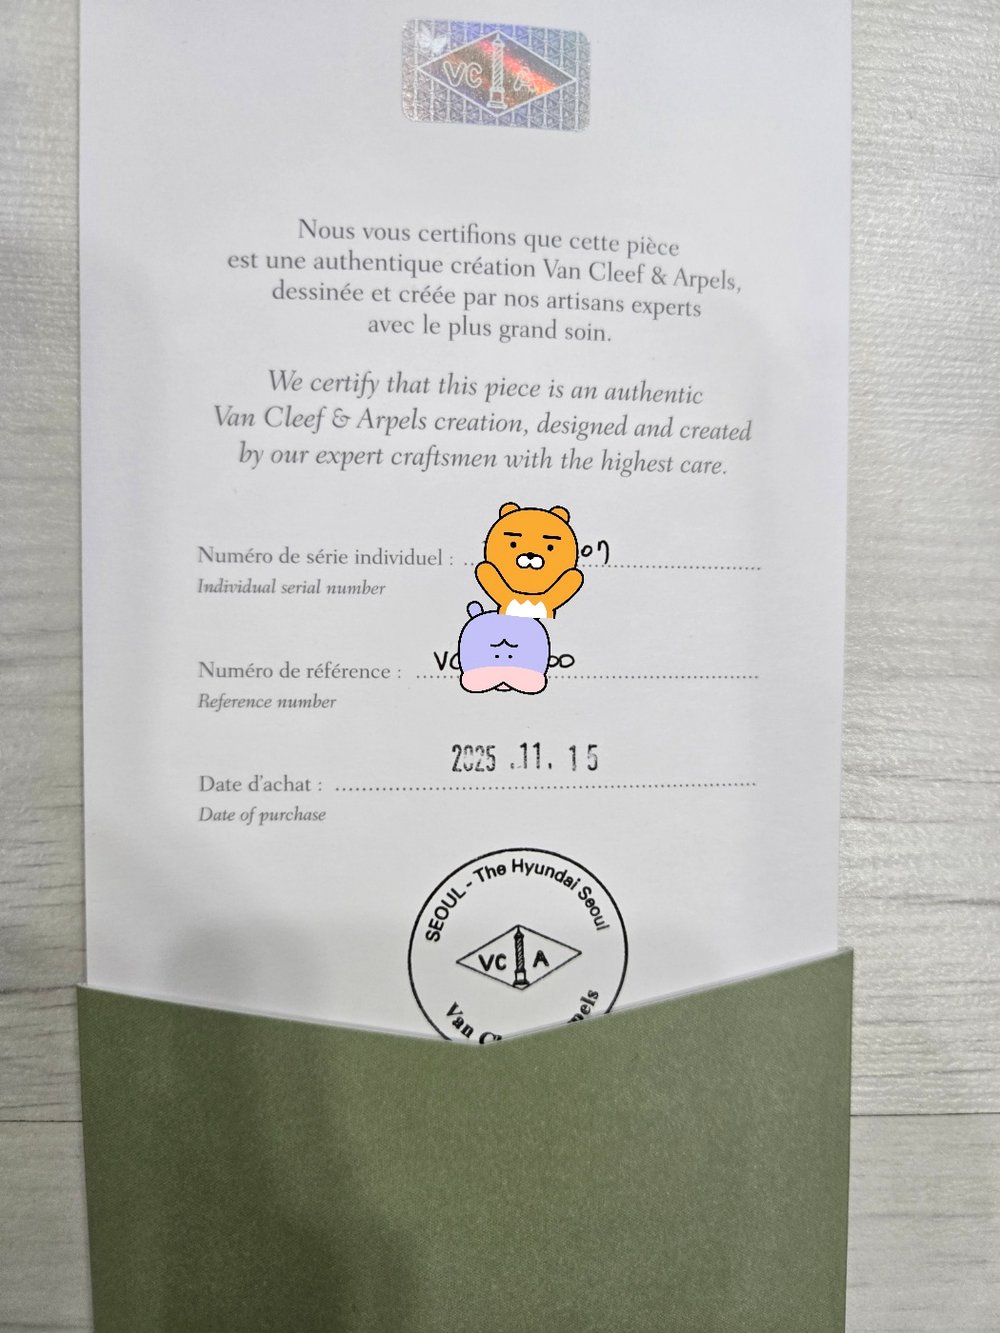 VC A
Nous vous certifions que cette pièce
est une authentique création Van Cleef & Arpels,
dessinée et créée par nos artisans experts
avec le plus grand soin.
We certify that this piece is an authentic
Van Cleef & Arpels creation, designed and created
by our expert craftsmen with the highest care.
Numéro de série individuel :
Individual serial number
Numéro de référence :
Reference number
2025 .11. 15
Date d'achat :
Date of purchase
SEOUL - The Hyundai Seoul
VC A
Van